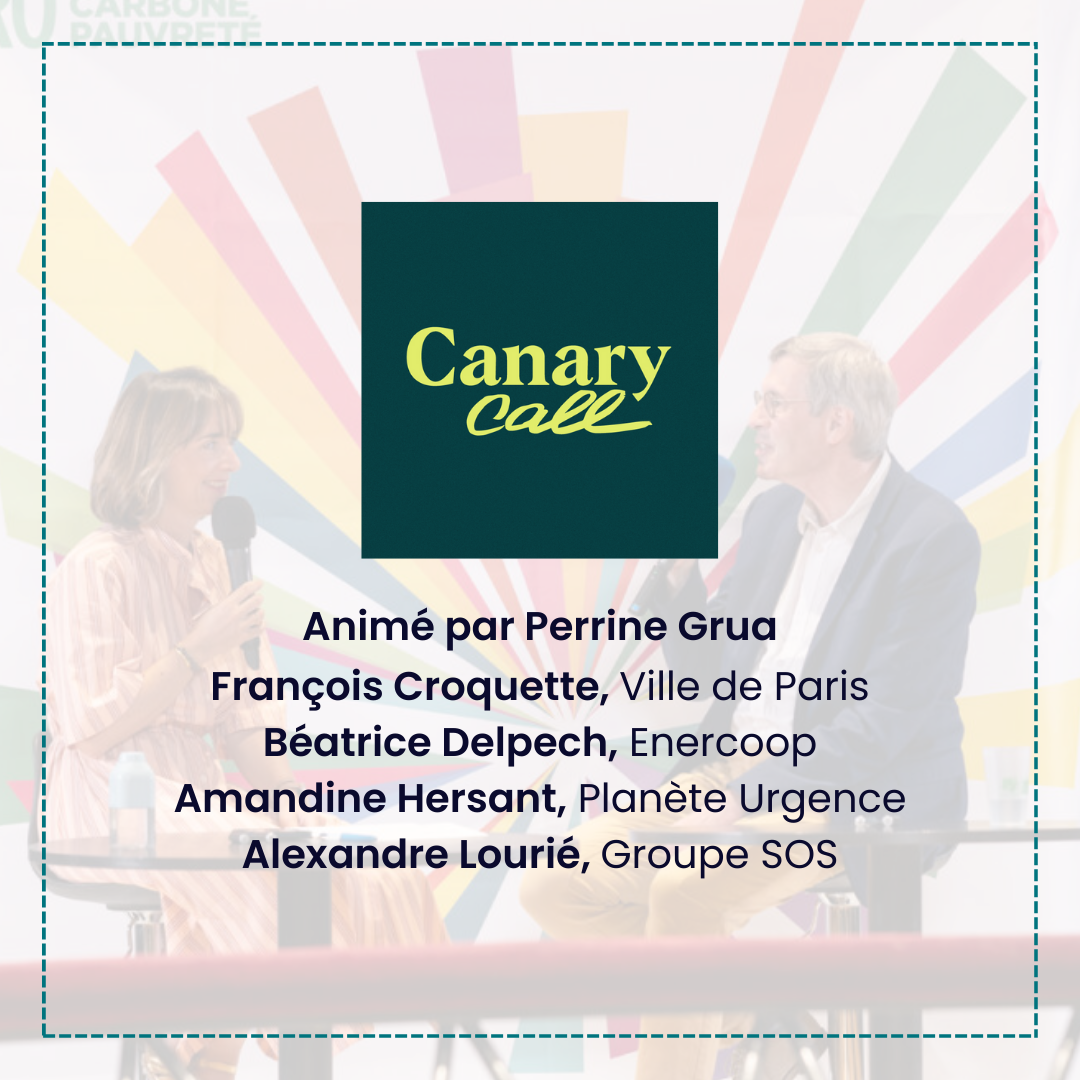 CARBONE,
PAUVRETÉ
Canary
Call
Animé par Perrine Grua
François Croquette, Ville de Paris
Béatrice Delpech, Enercoop
Amandine Hersant, Planète Urgence
Alexandre Lourié, Groupe SOS